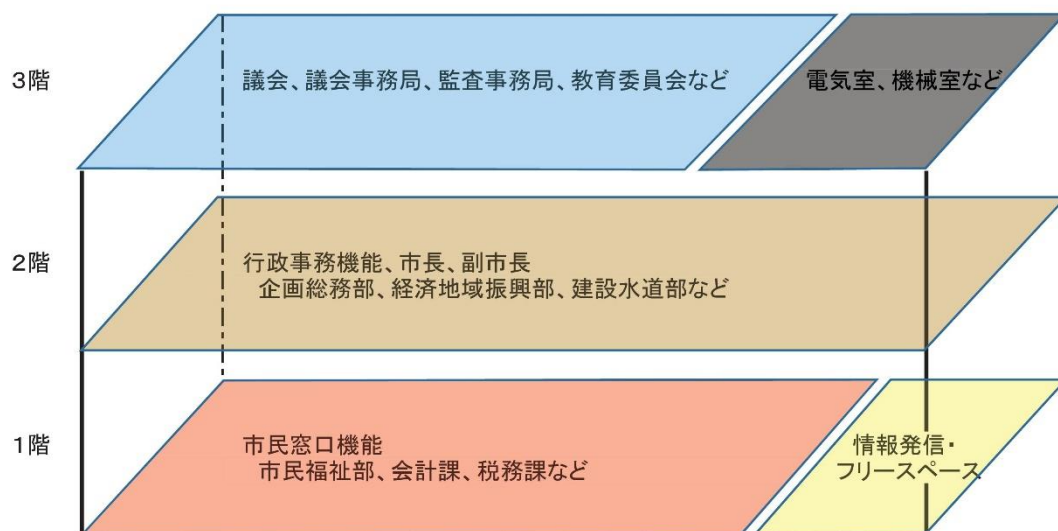 3階
議会、議会事務局、監査事務局、教育委員会など
電気室、機械室など
2階
行政事務機能、市長、副市長
企画総務部、経済地域振興部、建設水道部など
1階
市民窓口機能
市民福祉部、会計課、税務課など
情報発信・
フリースペース